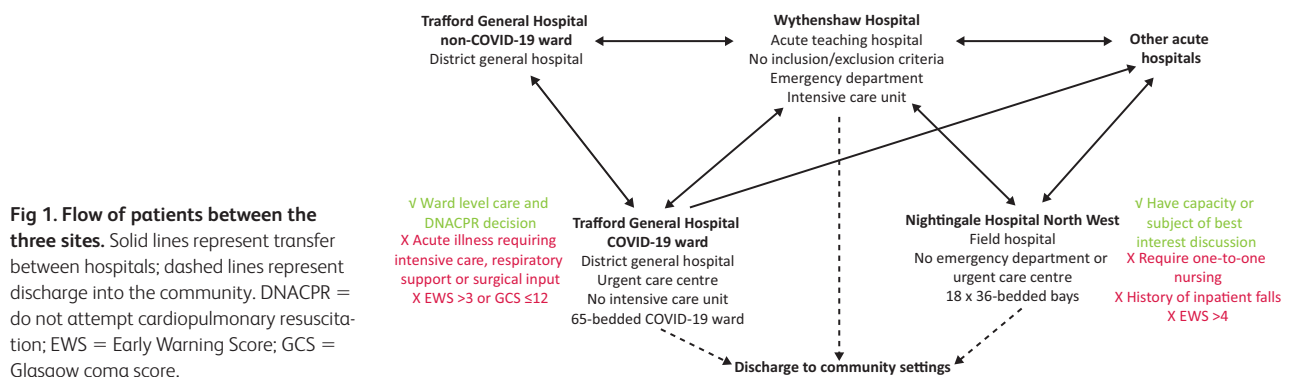 Trafford General Hospital
non-COVID-19 ward
District general hospital
Wythenshaw Hospital
Acute teaching hospital
No inclusion/exclusion criteria
Emergency department
Intensive care unit
Other acute
hospitals
Fig 1. Flow of patients between the
three sites. Solid lines represent transfer
between hospitals; dashed lines represent
discharge into the community. DNACPR =
do not attempt cardiopulmonary resuscita-
tion; EWS = Early Warning Score; GCS =
Glasgow coma score.
√ Ward level care and
DNACPR decision
X Acute illness requiring
intensive care, respiratory
support or surgical input
X EWS >3 or GCS ≤12
Trafford General Hospital
COVID-19 ward
District general hospital
Urgent care centre
No intensive care unit
65-bedded COVID-19 ward
Nightingale Hospital North West
Field hospital
No emergency department or
urgent care centre
18 x 36-bedded bays
√ Have capacity or
subject of best
interest discussion
X Require one-to-one
nursing
X History of inpatient falls
X EWS >4
Discharge to community settings